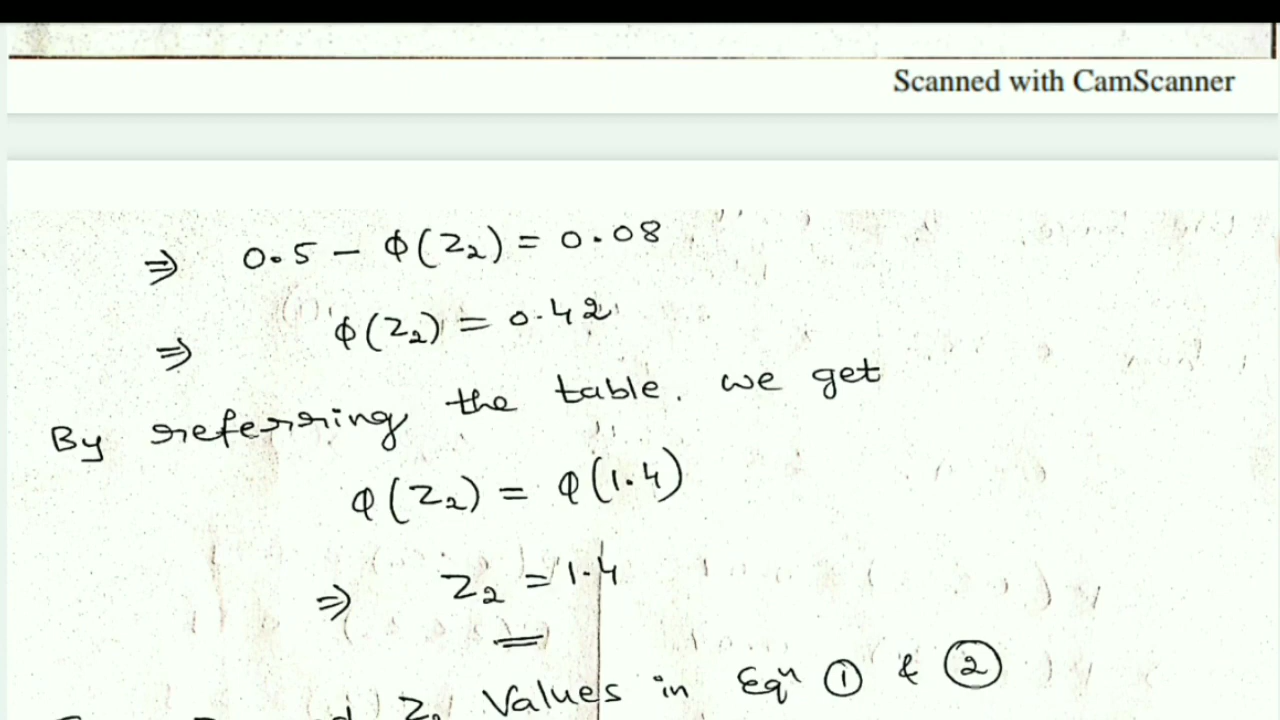 Scanned with CamScanner
⇒ 0.5 - φ(Z₂) = 0.08
⇒ φ(Z₂) = 0.42
By referring the table. we get
φ(Z₂) = φ(1.4)
⇒ Z₂ = 1.4
Values in Eqⁿ ① & ②